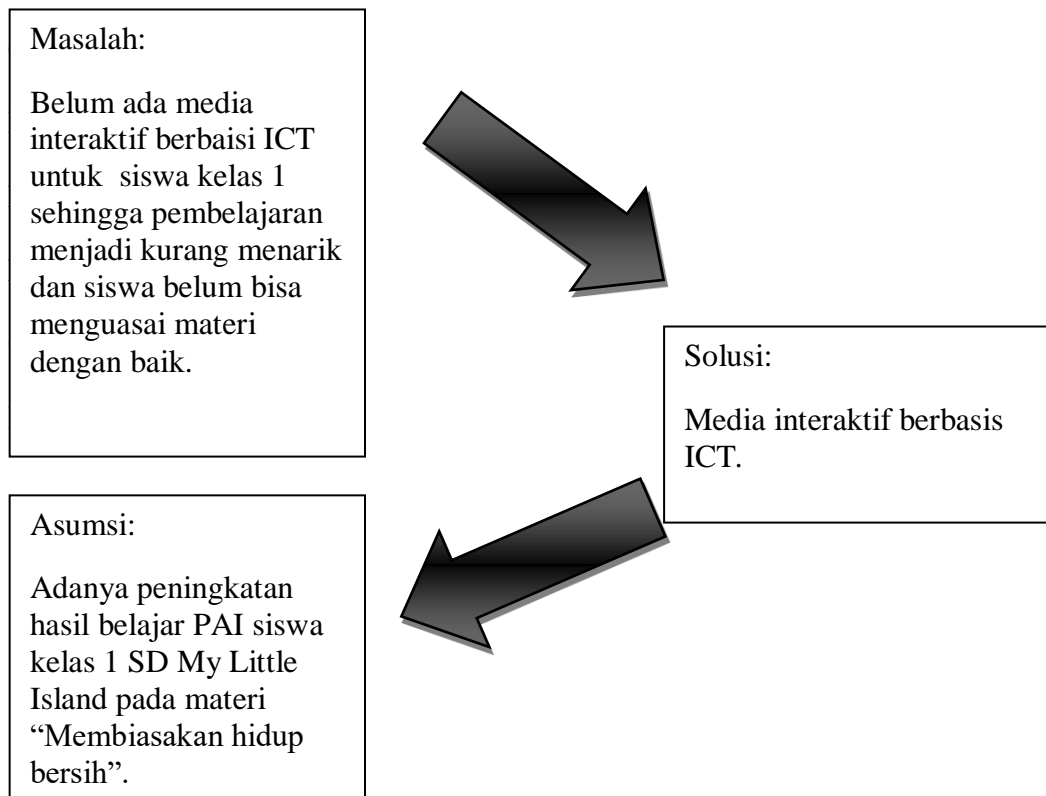 Masalah:
Belum ada media
interaktif berbaisi ICT
untuk siswa kelas 1
sehingga pembelajaran
menjadi kurang menarik
dan siswa belum bisa
menguasai materi
dengan baik.
Solusi:
Media interaktif berbasis
ICT.
Asumsi:
Adanya peningkatan
hasil belajar PAI siswa
kelas 1 SD My Little
Island pada materi
“Membiasakan hidup
bersih”.